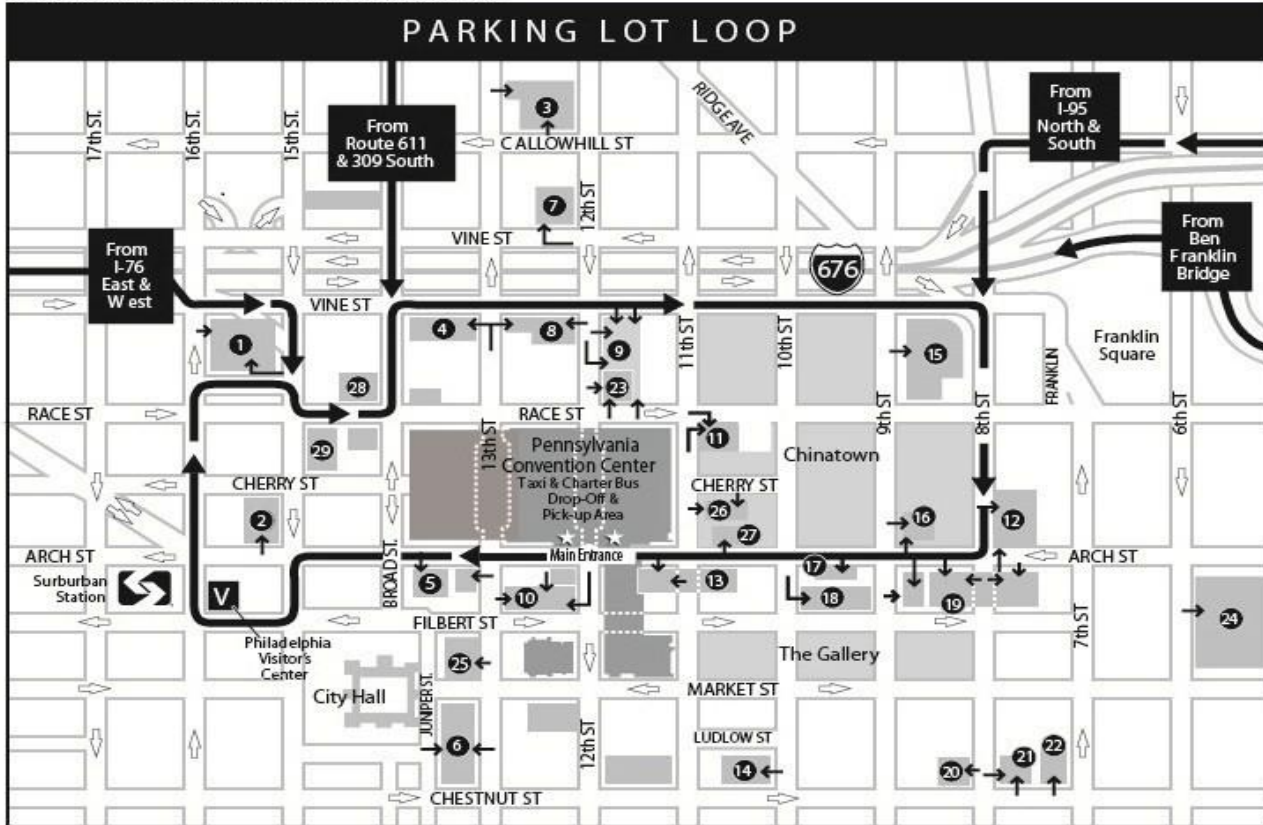 PARKING LOT LOOP
17th ST.
16th ST.
15th ST.
From
Route 611
& 309 South
3
CALLOWHILL ST
RIDGE AVE
From
I-95
North &
South
7
12th ST
VINE ST
676
From
Ben
Franklin
Bridge
From
I-76
East &
West
VINE ST
1
4
8
9
11th ST
10th ST
15
Franklin
Square
28
23
FRANKLIN
RACE ST
RACE ST
9th ST
8th ST
6th ST
29
13th ST
Pennsylvania
Convention Center
Taxi & Charter Bus
Drop-Off &
Pick-up Area
11
Chinatown
CHERRY ST
CHERRY ST
2
26
27
16
12
ARCH ST
BROAD ST.
Main Entrance
ARCH ST
Surburban
Station
V
5
10
13
17
18
19
24
FILBERT ST
7th ST
Philadelphia
Visitor's
Center
25
The Gallery
City Hall
JUNIPER ST.
MARKET ST
6
12th ST
LUDLOW ST
14
20
21
22
CHESTNUT ST